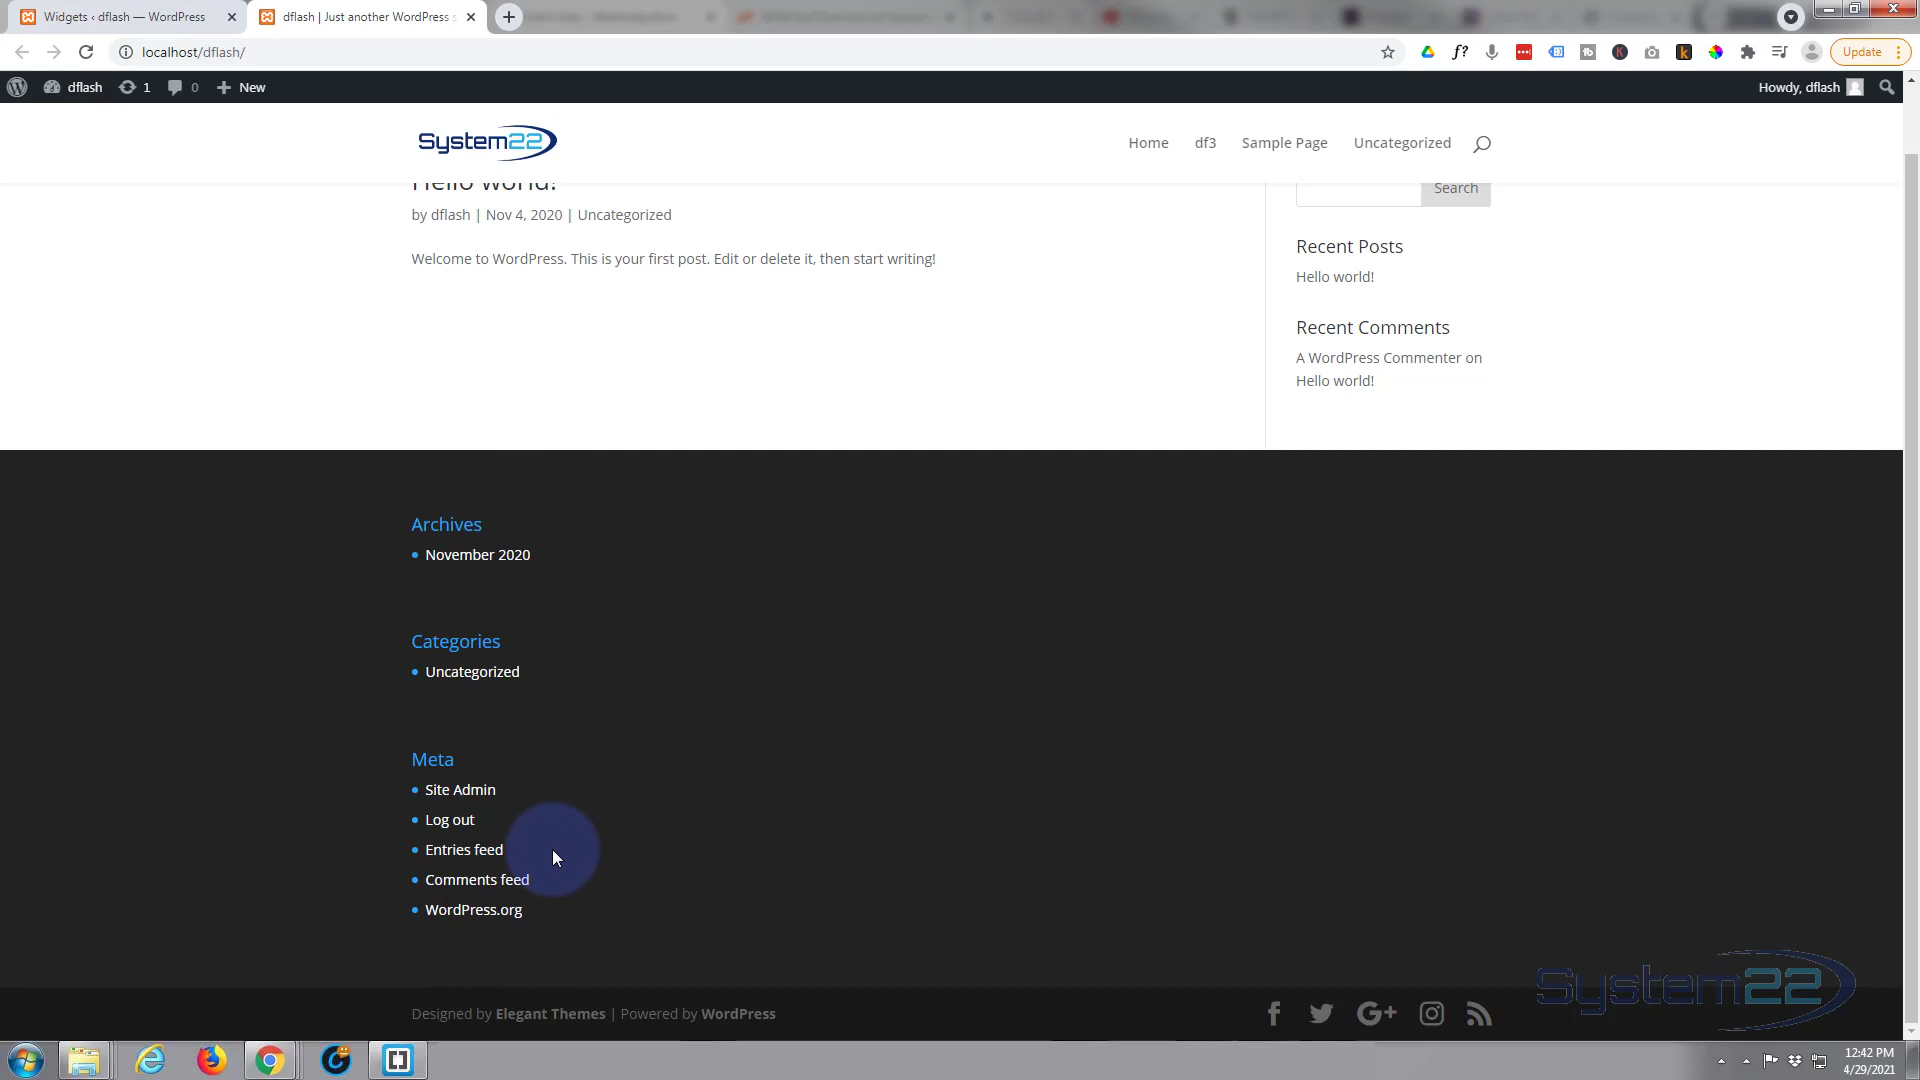 Widgets ‹ dflash — WordPress
dflash | Just another WordPress s
localhost/dflash/
Update
dflash
1
0
New
Howdy, dflash
System22
Home
df3
Sample Page
Uncategorized
Hello world!
by dflash | Nov 4, 2020 | Uncategorized
Welcome to WordPress. This is your first post. Edit or delete it, then start writing!
Search
Recent Posts
Hello world!
Recent Comments
A WordPress Commenter on
Hello world!
Archives
November 2020
Categories
Uncategorized
Meta
Site Admin
Log out
Entries feed
Comments feed
WordPress.org
Designed by Elegant Themes | Powered by WordPress
System22
12:42 PM
4/29/2021